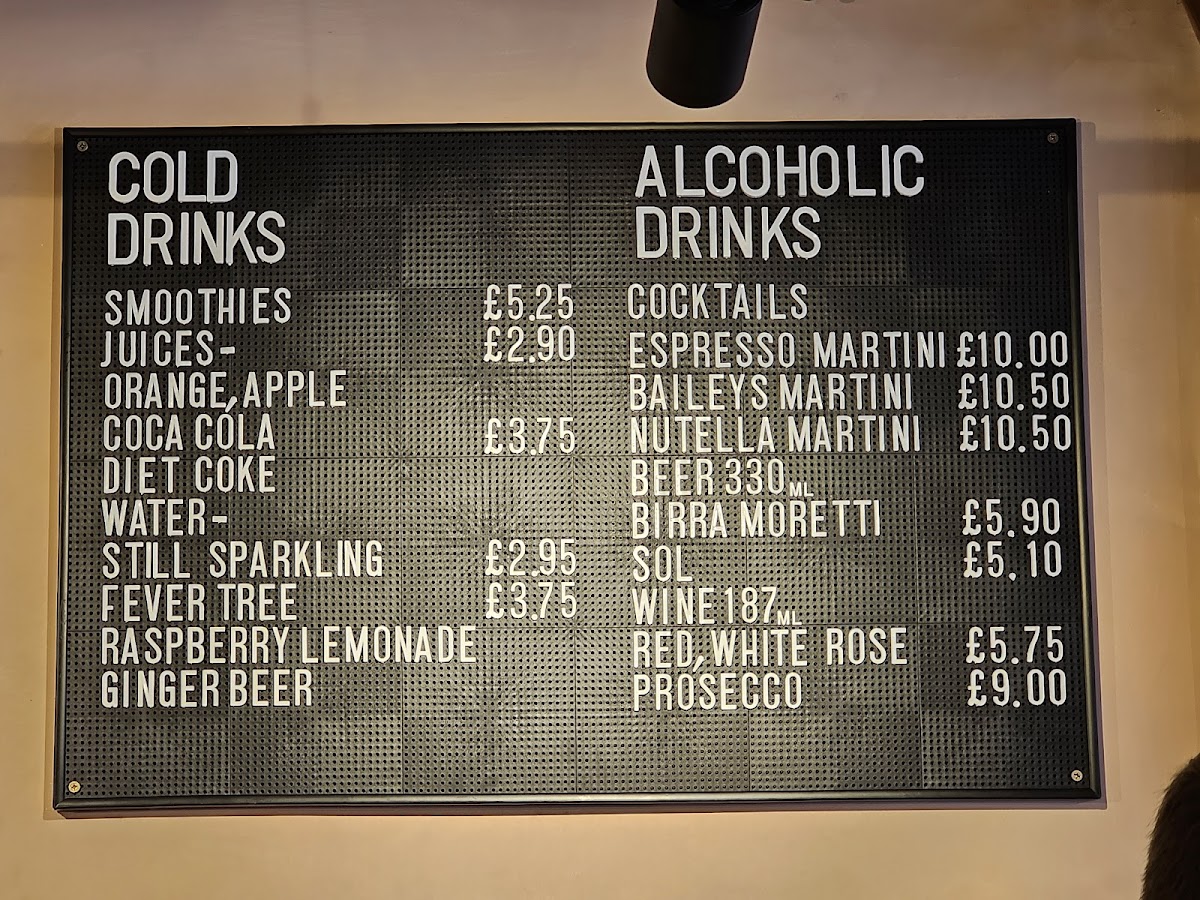 COLD
DRINKS
SMOOTHIES £5.25
JUICES- £2.90
ORANGE, APPLE
COCA COLA £3.75
DIET COKE
WATER-
STILL SPARKLING £2.95
FEVER TREE £3.75
RASPBERRY LEMONADE
GINGER BEER
ALCOHOLIC
DRINKS
COCKTAILS
ESPRESSO MARTINI £10.00
BAILEYS MARTINI £10.50
NUTELLA MARTINI £10.50
BEER 330ML
BIRRA MORETTI £5.90
SOL £5.10
WINE 187ML
RED, WHITE ROSE £5.75
PROSECCO £9.00